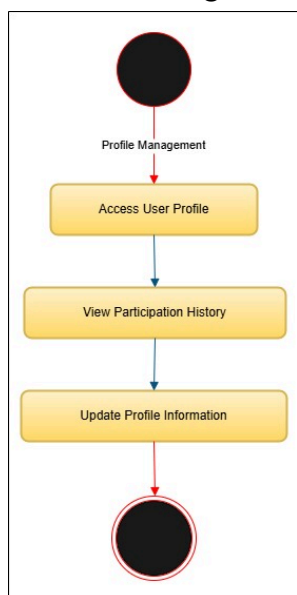 Profile Management
Access User Profile
View Participation History
Update Profile Information